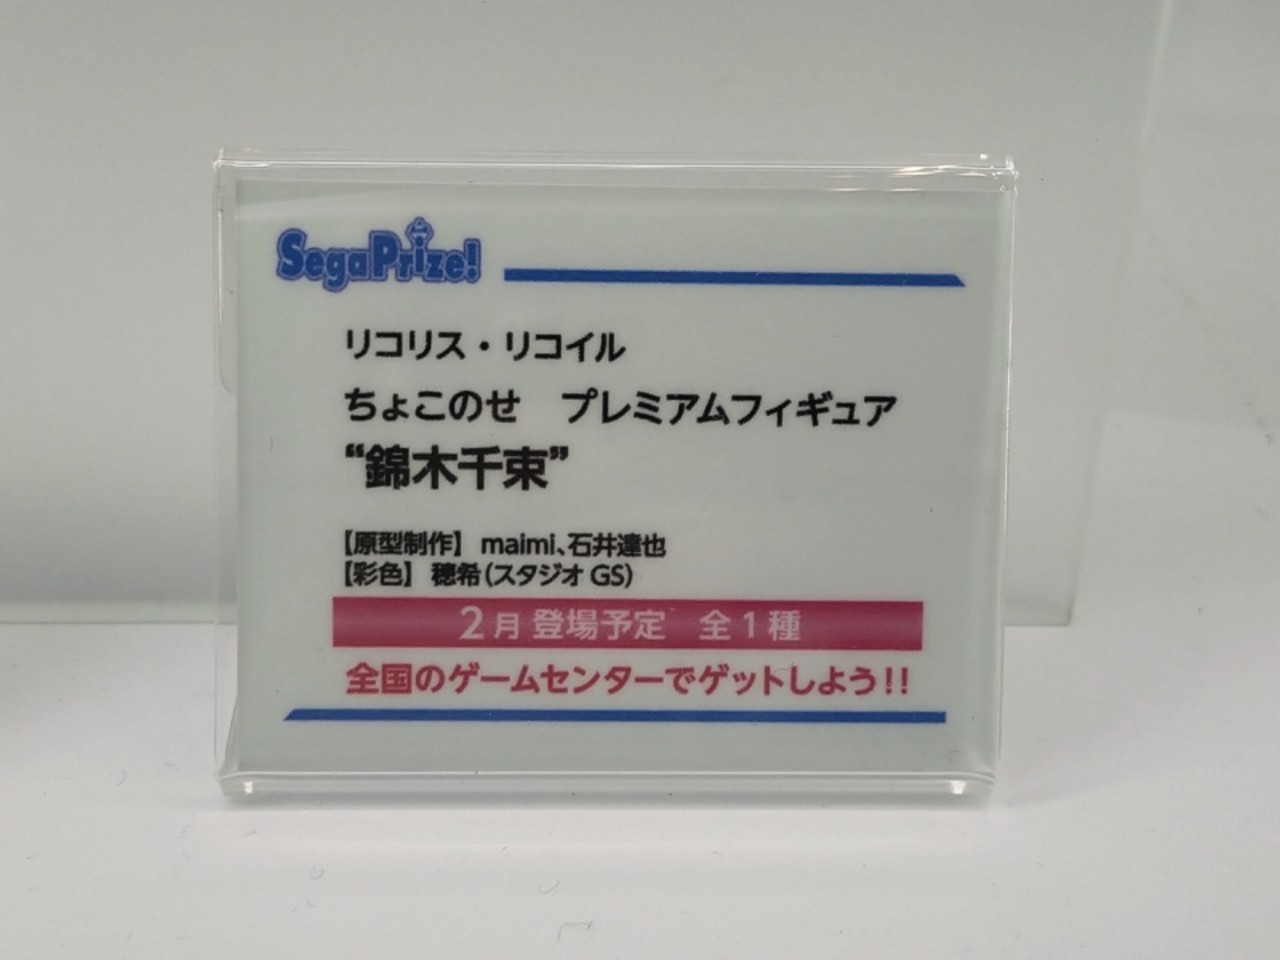 SegaPrize!
リコリス・リコイル
ちょこのせ　プレミアムフィギュア
“錦木千束”
【原型制作】 maimi、石井達也
【彩色】 穂希(スタジオ GS)
2月 登場予定　全1種
全国のゲームセンターでゲットしよう!!